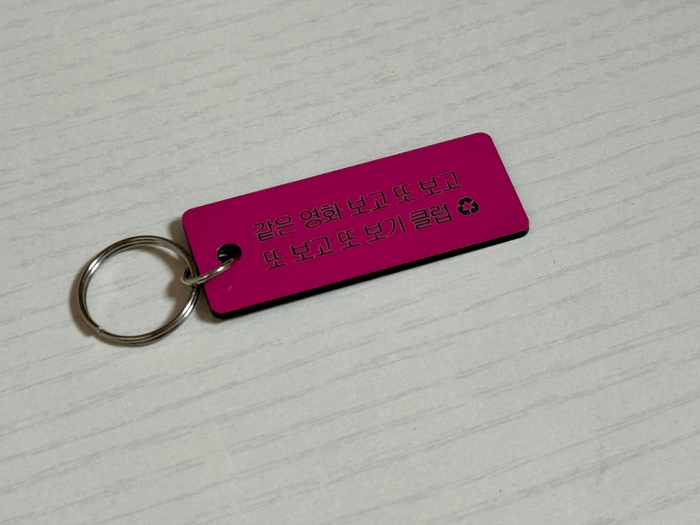 같은 영화 보고 또 보고
또 보고 또 보기 클럽 ♻